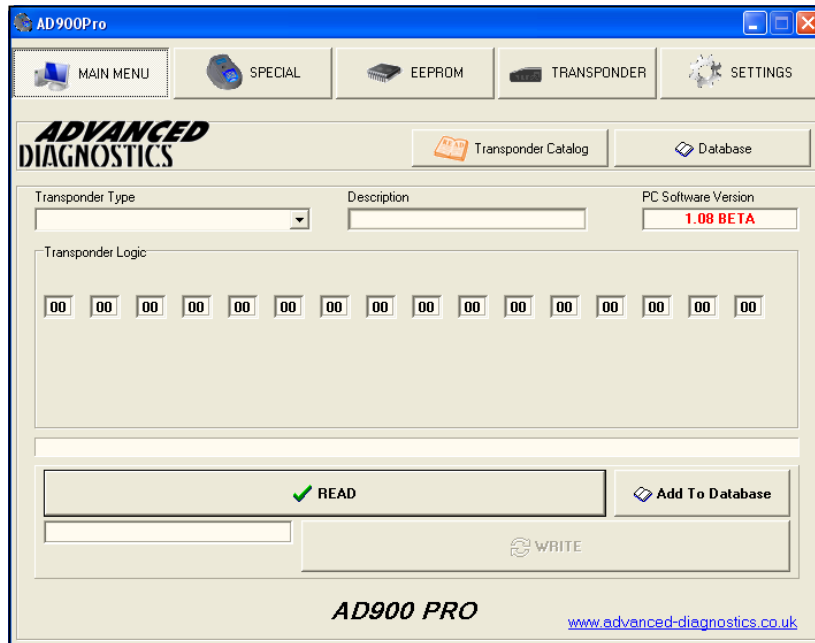 AD900Pro
MAIN MENU SPECIAL EEPROM TRANSPONDER SETTINGS
ADVANCED
DIAGNOSTICS
READ Transponder Catalog Database
Transponder Type Description PC Software Version
1.08 BETA
Transponder Logic
00 00 00 00 00 00 00 00 00 00 00 00 00 00 00 00
READ Add To Database
WRITE
AD900 PRO www.advanced-diagnostics.co.uk